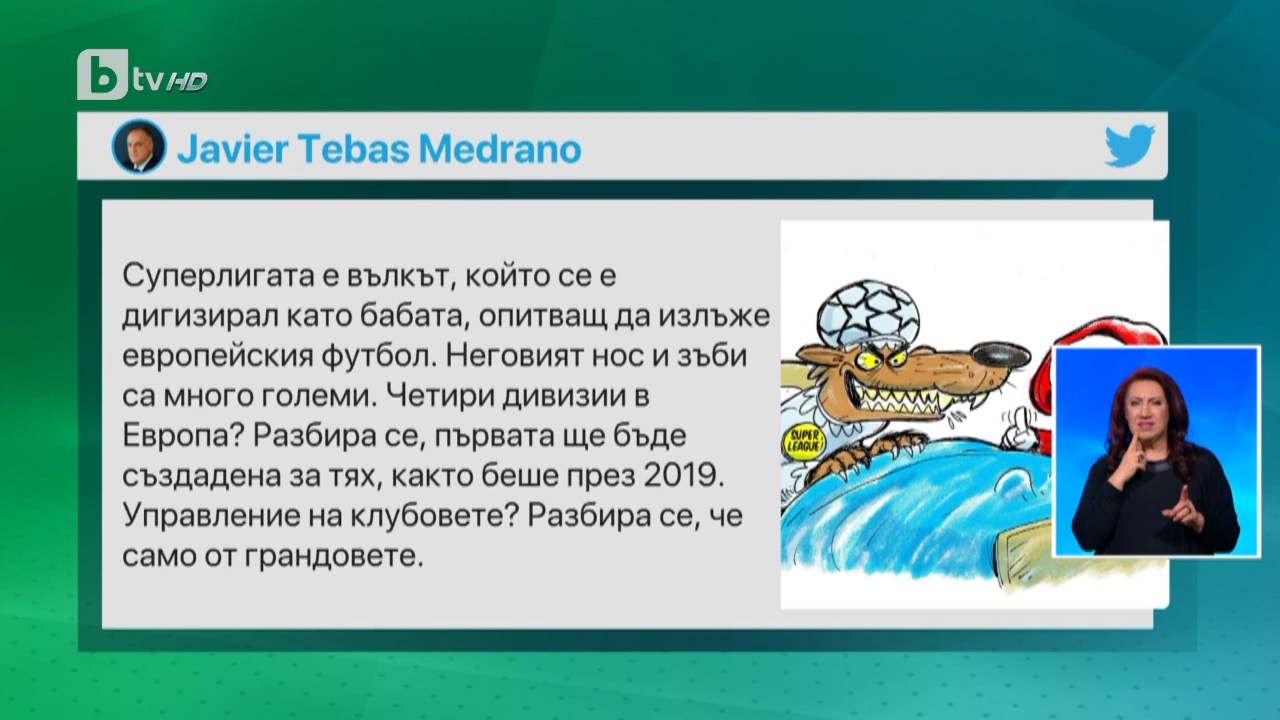 b tv HD
Javier Tebas Medrano
Суперлигата е вълкът, който се е
дигизирал като бабата, опитващ да излъже
европейския футбол. Неговият нос и зъби
са много големи. Четири дивизии в
Европа? Разбира се, първата ще бъде
създадена за тях, както беше през 2019.
Управление на клубовете? Разбира се, че
само от грандовете.
SUPER
LEAGUE